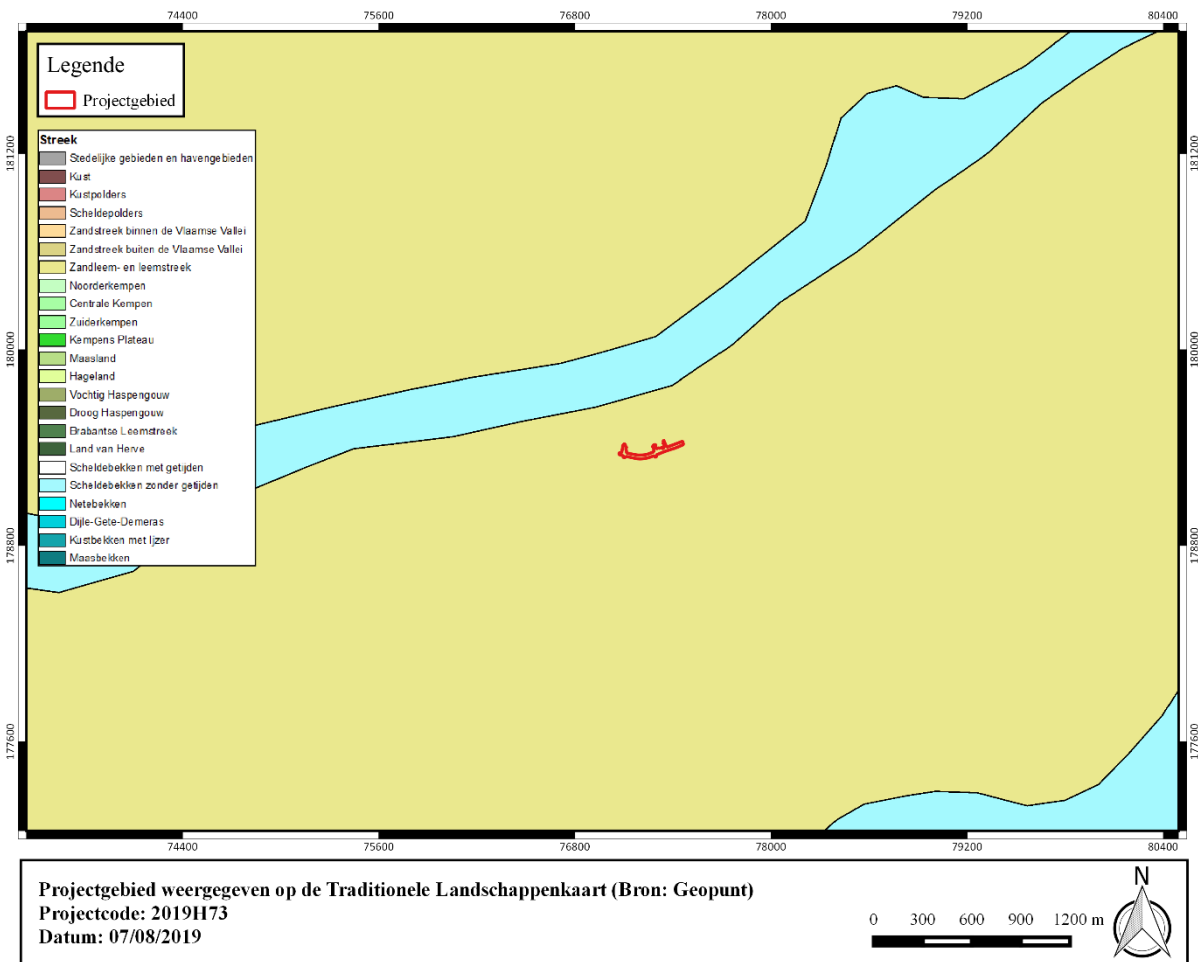 74400 75600 76800 78000 79200 80400
Legende
Projectgebied
Streek
Stedelijke gebieden en havengebieden
Kust
Kustpolders
Scheldepolders
Zandstreek binnen de Vlaamse Vallei
Zandstreek buiten de Vlaamse Vallei
Zandleem- en leemstreek
Noorderkempen
Centrale Kempen
Zuiderkempen
Kempens Plateau
Maasland
Hageland
Vochtig Haspengouw
Droog Haspengouw
Brabantse Leemstreek
Land van Herve
Scheldebekken met getijden
Scheldebekken zonder getijden
Netebekken
Dijle-Gete-Demeras
Kustbekken met Ijzer
Maasbekken
181200 181200
180000 180000
178800 178800
177600 177600
74400 75600 76800 78000 79200 80400
Projectgebied weergegeven op de Traditionele Landschappenkaart (Bron: Geopunt)
Projectcode: 2019H73
Datum: 07/08/2019
0 300 600 900 1200 m
N